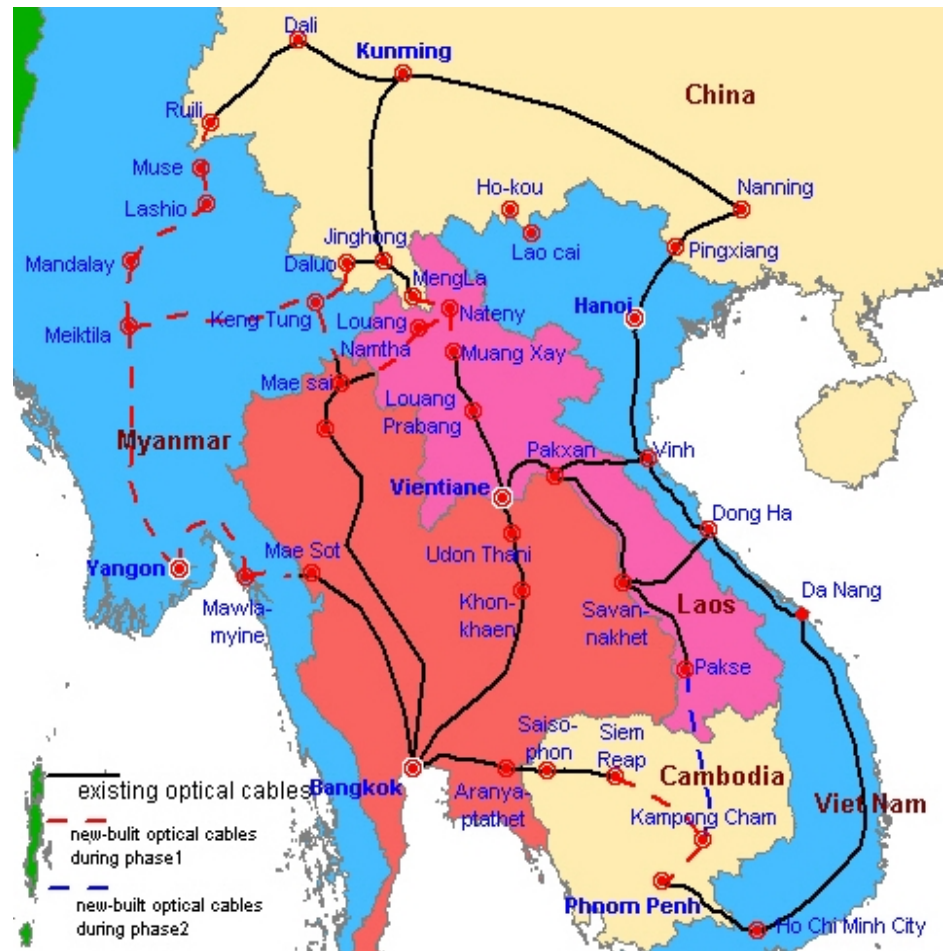 Dali
Kunming
China
Ruili
Muse
Ho-kou
Nanning
Lashio
Jinghong
Lao cai
Pingxiang
Mandalay
Daluo
MengLa
Hanoi
Keng Tung
Louang
Namtha
Nateny
Meiktila
Muang Xay
Mae sai
Louang
Prabang
Myanmar
Pakxan
Vinh
Vientiane
Dong Ha
Udon Thani
Mae Sot
Yangon
Khon-
khaen
Savan-
nakhet
Laos
Da Nang
Mawla-
myine
Pakse
Saiso-
phon
Siem
Reap
Cambodia
Bangkok
Aranya-
ptathet
Viet Nam
Kampong Cham
Phnom Penh
Ho Chi Minh City
existing optical cables
new-bulit optical cables
during phase1
new-built optical cables
during phase2